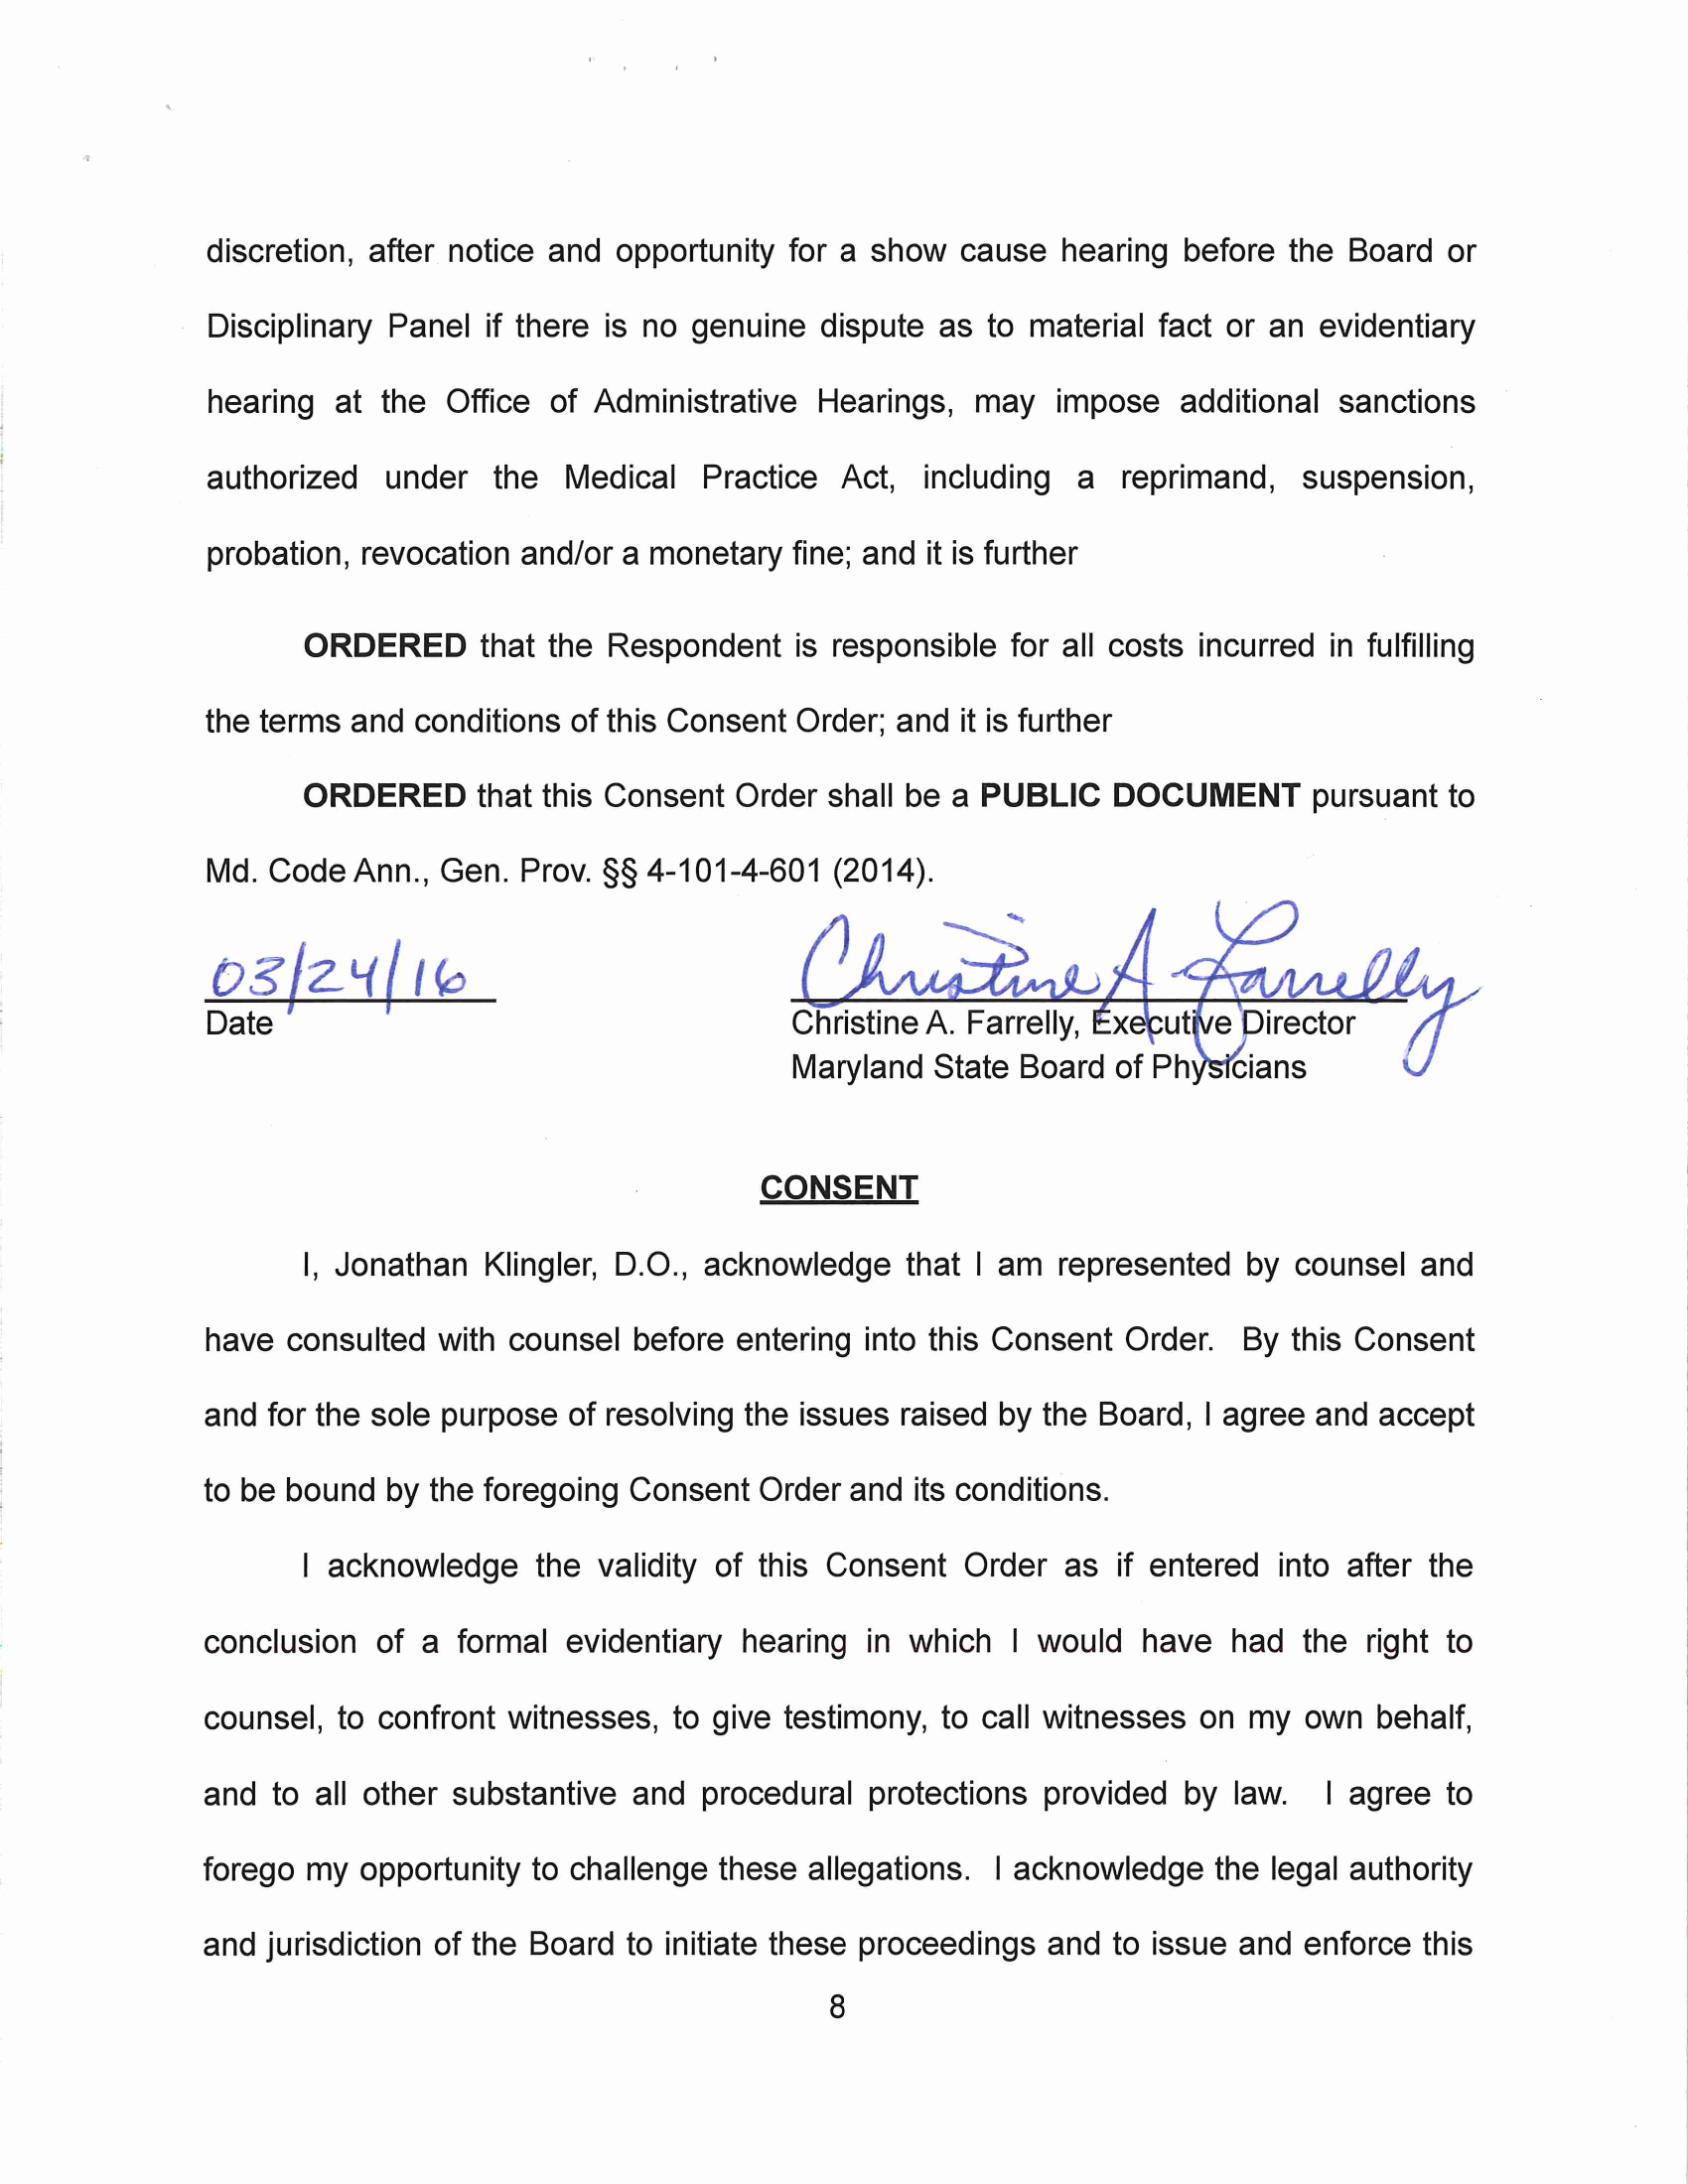 discretion, after notice and opportunity for a show cause hearing before the Board or
Disciplinary Panel if there is no genuine dispute as to material fact or an evidentiary
hearing at the Office of Administrative Hearings, may impose additional sanctions
authorized under the Medical Practice Act, including a reprimand, suspension,
probation, revocation and/or a monetary fine; and it is further
ORDERED that the Respondent is responsible for all costs incurred in fulfilling
the terms and conditions of this Consent Order; and it is further
ORDERED that this Consent Order shall be a PUBLIC DOCUMENT pursuant to
Md. Code Ann., Gen. Prov. §§ 4-101-4-601 (2014).
03/24/16 Christine A Farrelly
Date Christine A. Farrelly, Executive Director
Maryland State Board of Physicians
CONSENT
I, Jonathan Klingler, D.O., acknowledge that I am represented by counsel and
have consulted with counsel before entering into this Consent Order. By this Consent
and for the sole purpose of resolving the issues raised by the Board, I agree and accept
to be bound by the foregoing Consent Order and its conditions.
I acknowledge the validity of this Consent Order as if entered into after the
conclusion of a formal evidentiary hearing in which I would have had the right to
counsel, to confront witnesses, to give testimony, to call witnesses on my own behalf,
and to all other substantive and procedural protections provided by law. I agree to
forego my opportunity to challenge these allegations. I acknowledge the legal authority
and jurisdiction of the Board to initiate these proceedings and to issue and enforce this
8